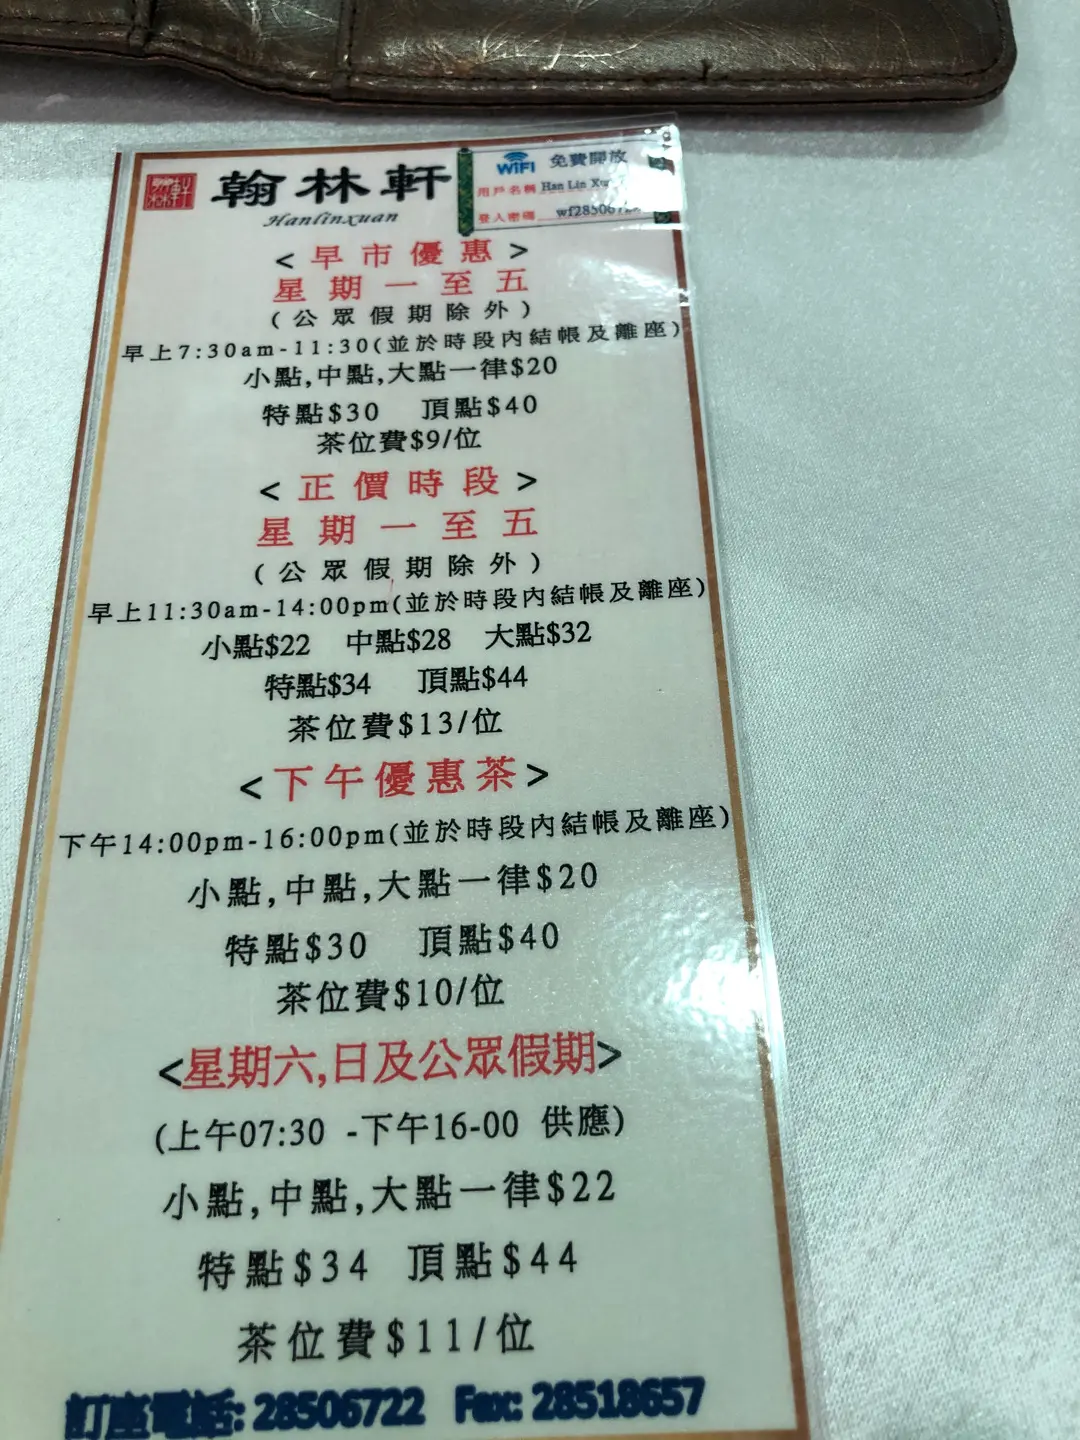 翰林軒
Hanlinxuan
WiFi 免費開放
用戶名稱 Han Lin
登入密碼
<早市優惠>
星期一至五
(公眾假期除外)
早上7:30am-11:30(並於時段內結帳及離座)
小點,中點,大點一律$20
特點$30 頂點$40
茶位費$9/位
<正價時段>
星期一至五
(公眾假期除外)
早上11:30am-14:00pm(並於時段內結帳及離座)
小點$22 中點$28 大點$32
特點$34 頂點$44
茶位費$13/位
<下午優惠茶>
下午14:00pm-16:00pm(並於時段內結帳及離座)
小點,中點,大點一律$20
特點$30 頂點$40
茶位費$10/位
<星期六,日及公眾假期>
(上午07:30 -下午16-00 供應)
小點,中點,大點一律$22
特點$34 頂點$44
茶位費$11/位
訂座電話: 28506722 Fax: 28518657